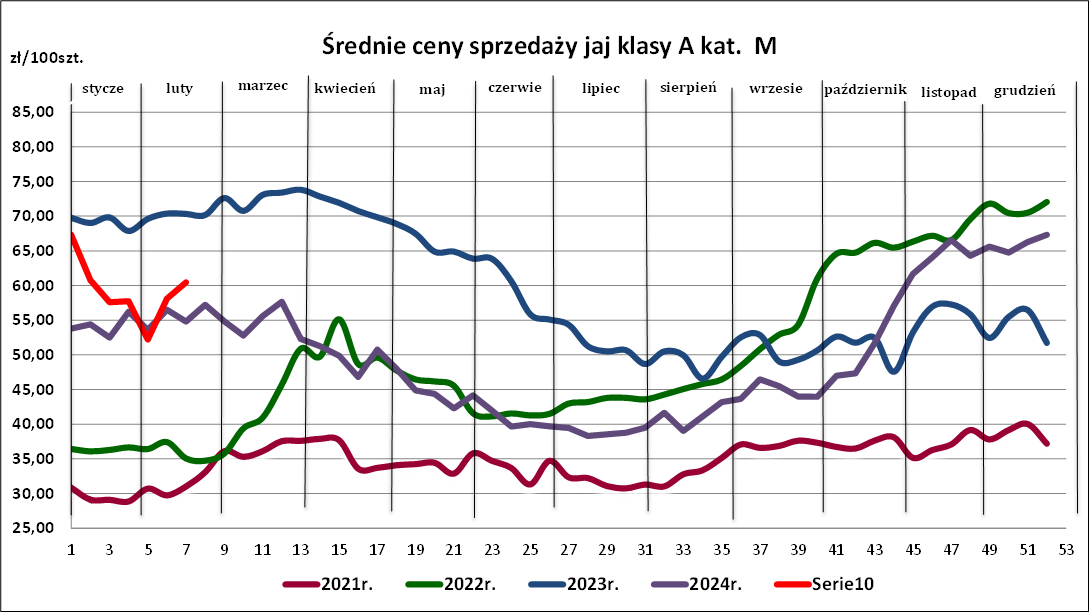 Średnie ceny sprzedaży jaj klasy A kat. M
zł/100szt.
stycze luty marzec kwiecień maj czerwie lipiec sierpień wrzesie październik listopad grudzień
85,00
80,00
75,00
70,00
65,00
60,00
55,00
50,00
45,00
40,00
35,00
30,00
25,00
1 3 5 7 9 11 13 15 17 19 21 23 25 27 29 31 33 35 37 39 41 43 45 47 49 51 53
2021r. 2022r. 2023r. 2024r. Serie10